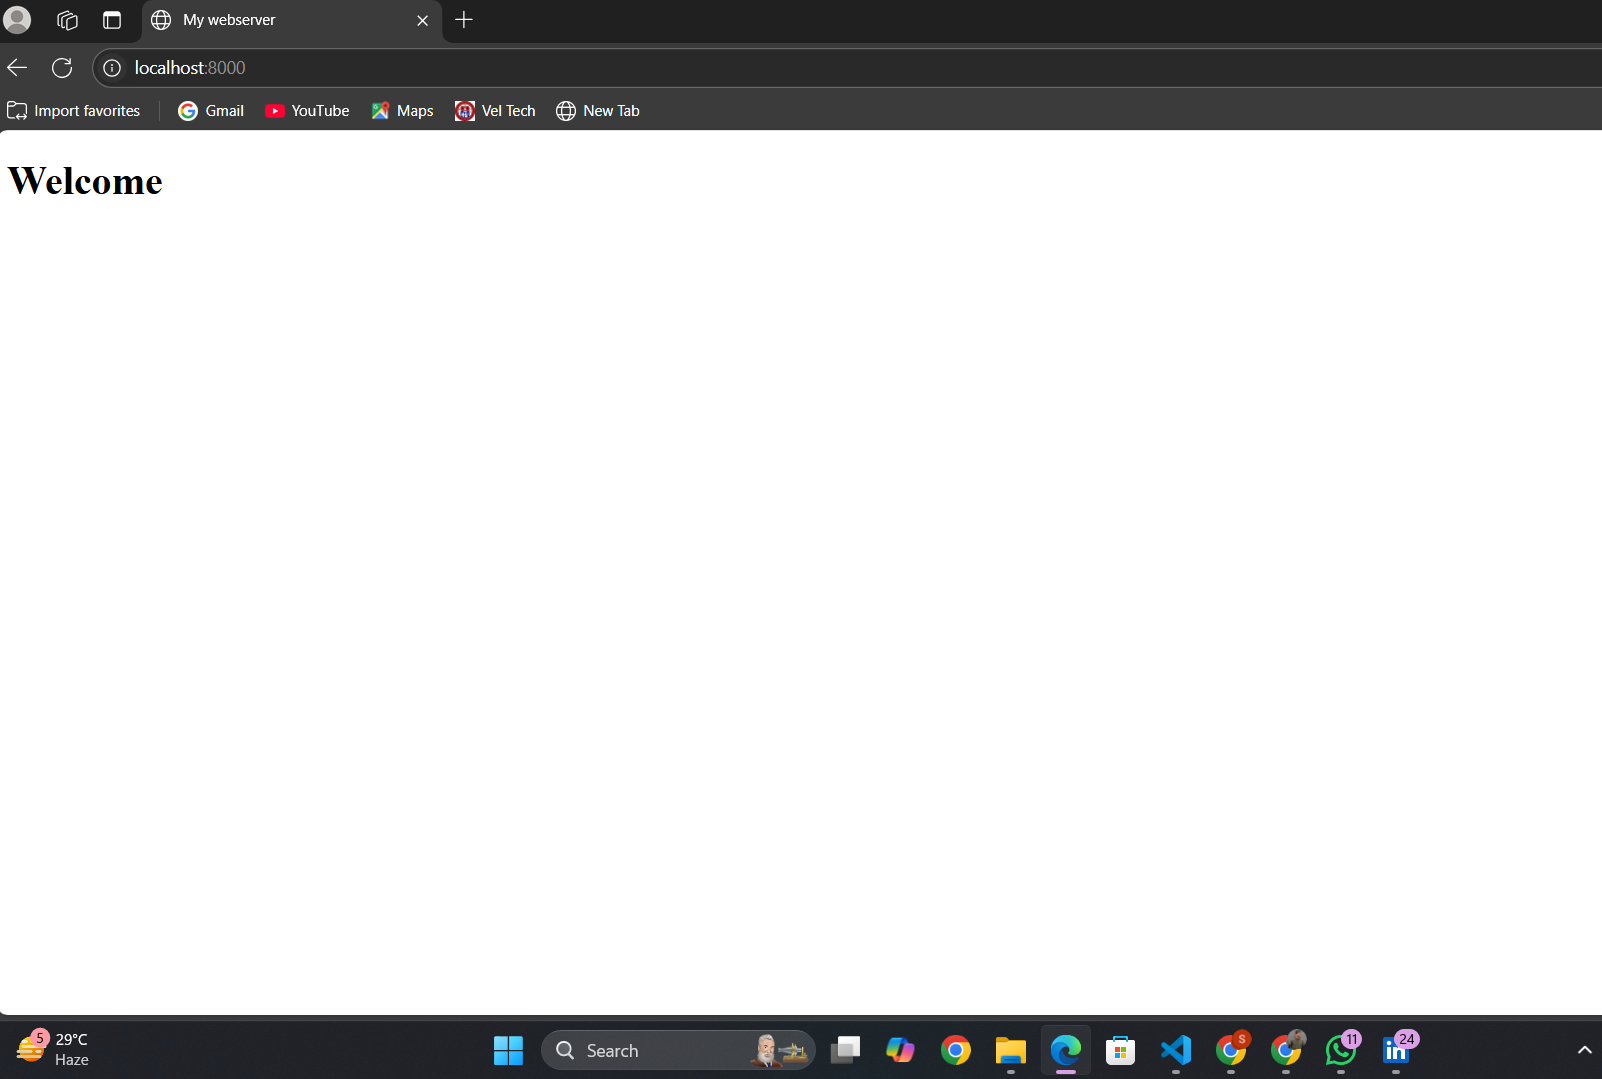 My webserver
localhost:8000
Import favorites Gmail YouTube Maps Vel Tech New Tab
Welcome
5 29°C
Haze
Search
S
11
in 24